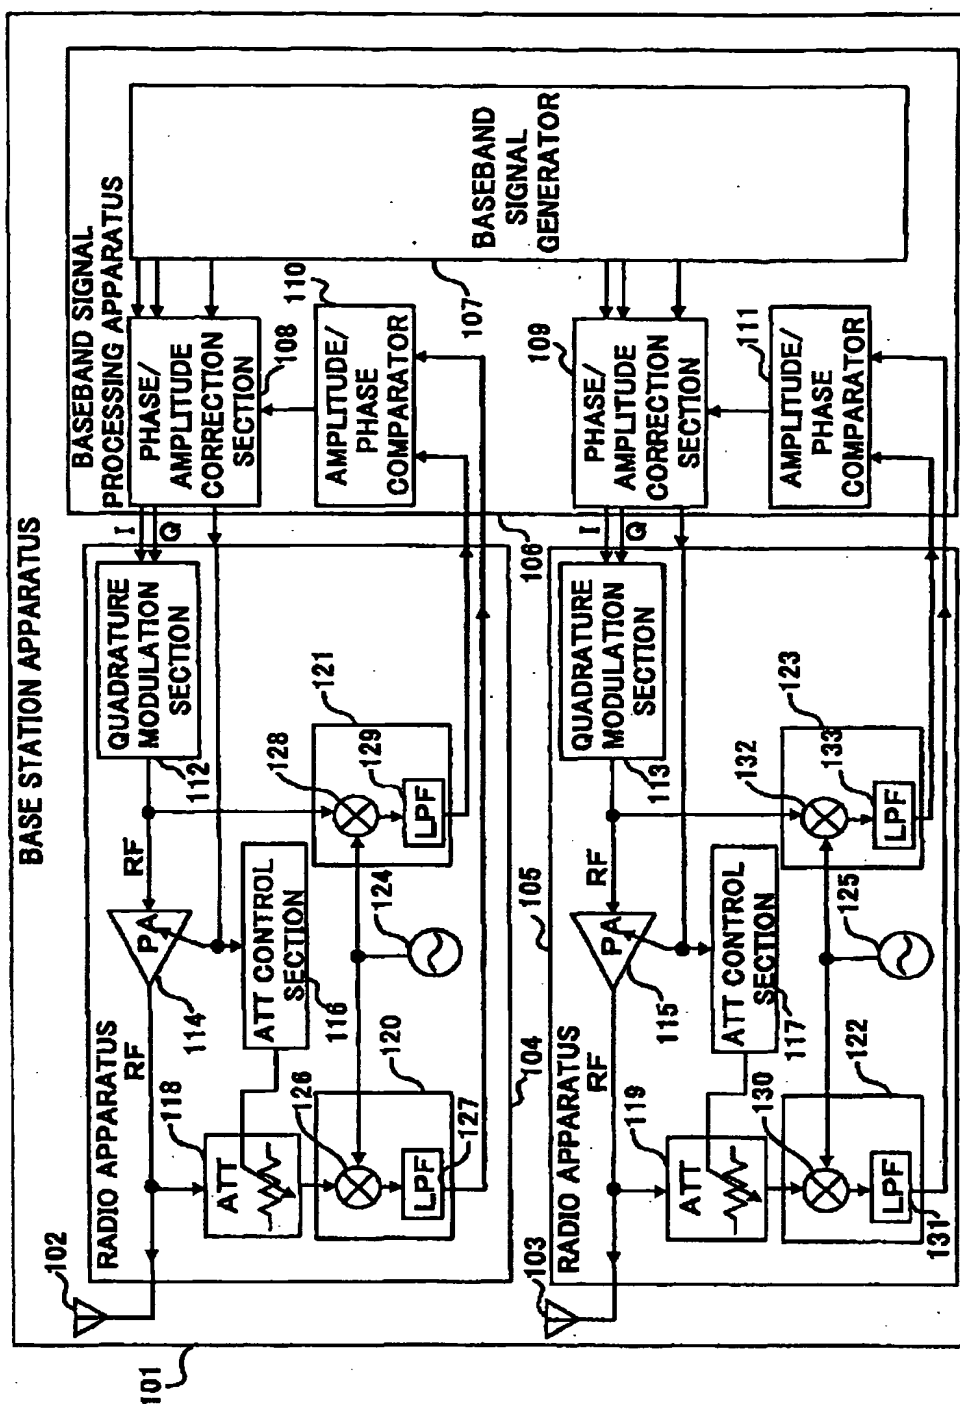 BASE STATION APPARATUS
101
102
RADIO APPARATUS
RF
RF
118
114
PA
112
QUADRATURE
MODULATION
SECTION
I
Q
BASEBAND SIGNAL
PROCESSING APPARATUS
PHASE/
AMPLITUDE
CORRECTION
SECTION
108
ATT
ATT CONTROL
SECTION
116
126
120
124
128
121
129
LPF
127
LPF
104
110
AMPLITUDE/
PHASE
COMPARATOR
106
107
BASEBAND
SIGNAL
GENERATOR
103
RADIO APPARATUS
105
RF
RF
119
115
PA
113
QUADRATURE
MODULATION
SECTION
I
Q
109
PHASE/
AMPLITUDE
CORRECTION
SECTION
ATT
ATT CONTROL
SECTION
117
130
122
125
132
123
133
LPF
131
LPF
111
AMPLITUDE/
PHASE
COMPARATOR